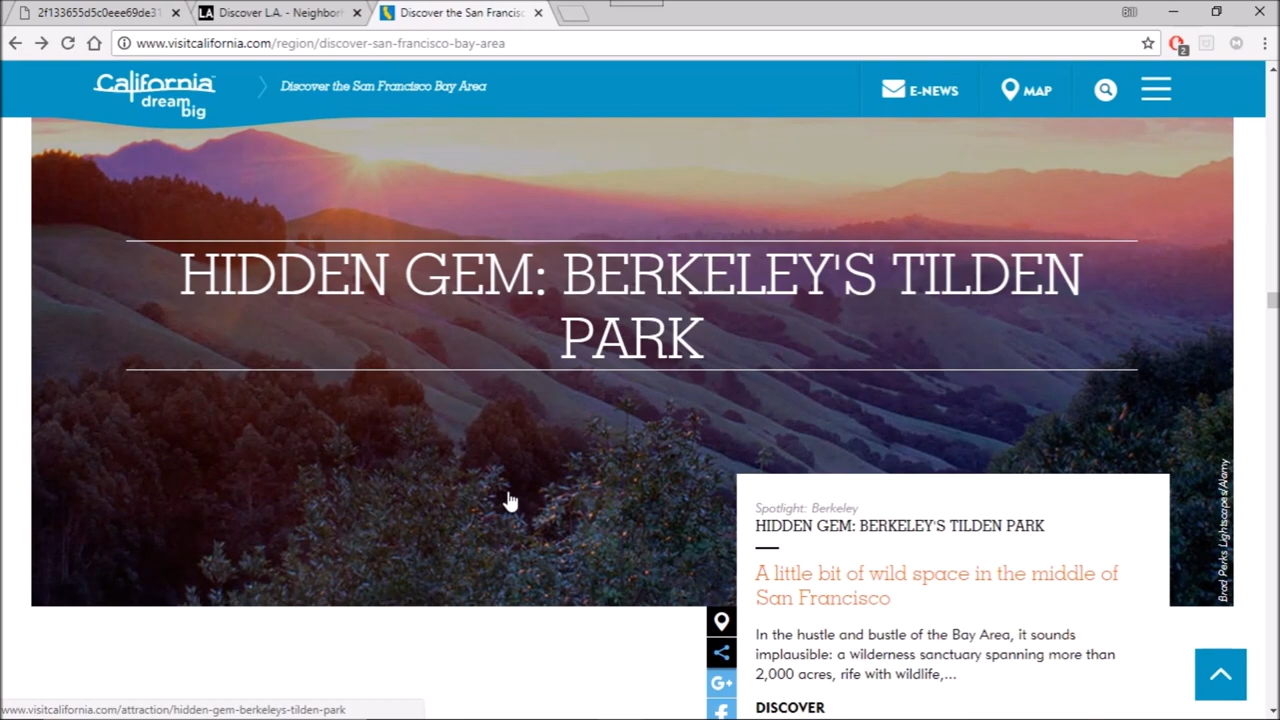 2f133655d5c0eee69de31
Discover L.A. - Neighborh
Discover the San Francisc
www.visitcalifornia.com/region/discover-san-francisco-bay-area
2
California
dream
big
Discover the San Francisco Bay Area
E-NEWS
MAP
HIDDEN GEM: BERKELEY'S TILDEN
PARK
Brad Perks Lightscapes/Alamy
Spotlight: Berkeley
HIDDEN GEM: BERKELEY'S TILDEN PARK
A little bit of wild space in the middle of
San Francisco
In the hustle and bustle of the Bay Area, it sounds
implausible: a wilderness sanctuary spanning more than
2,000 acres, rife with wildlife,...
DISCOVER
G+
www.visitcalifornia.com/attraction/hidden-gem-berkeleys-tilden-park